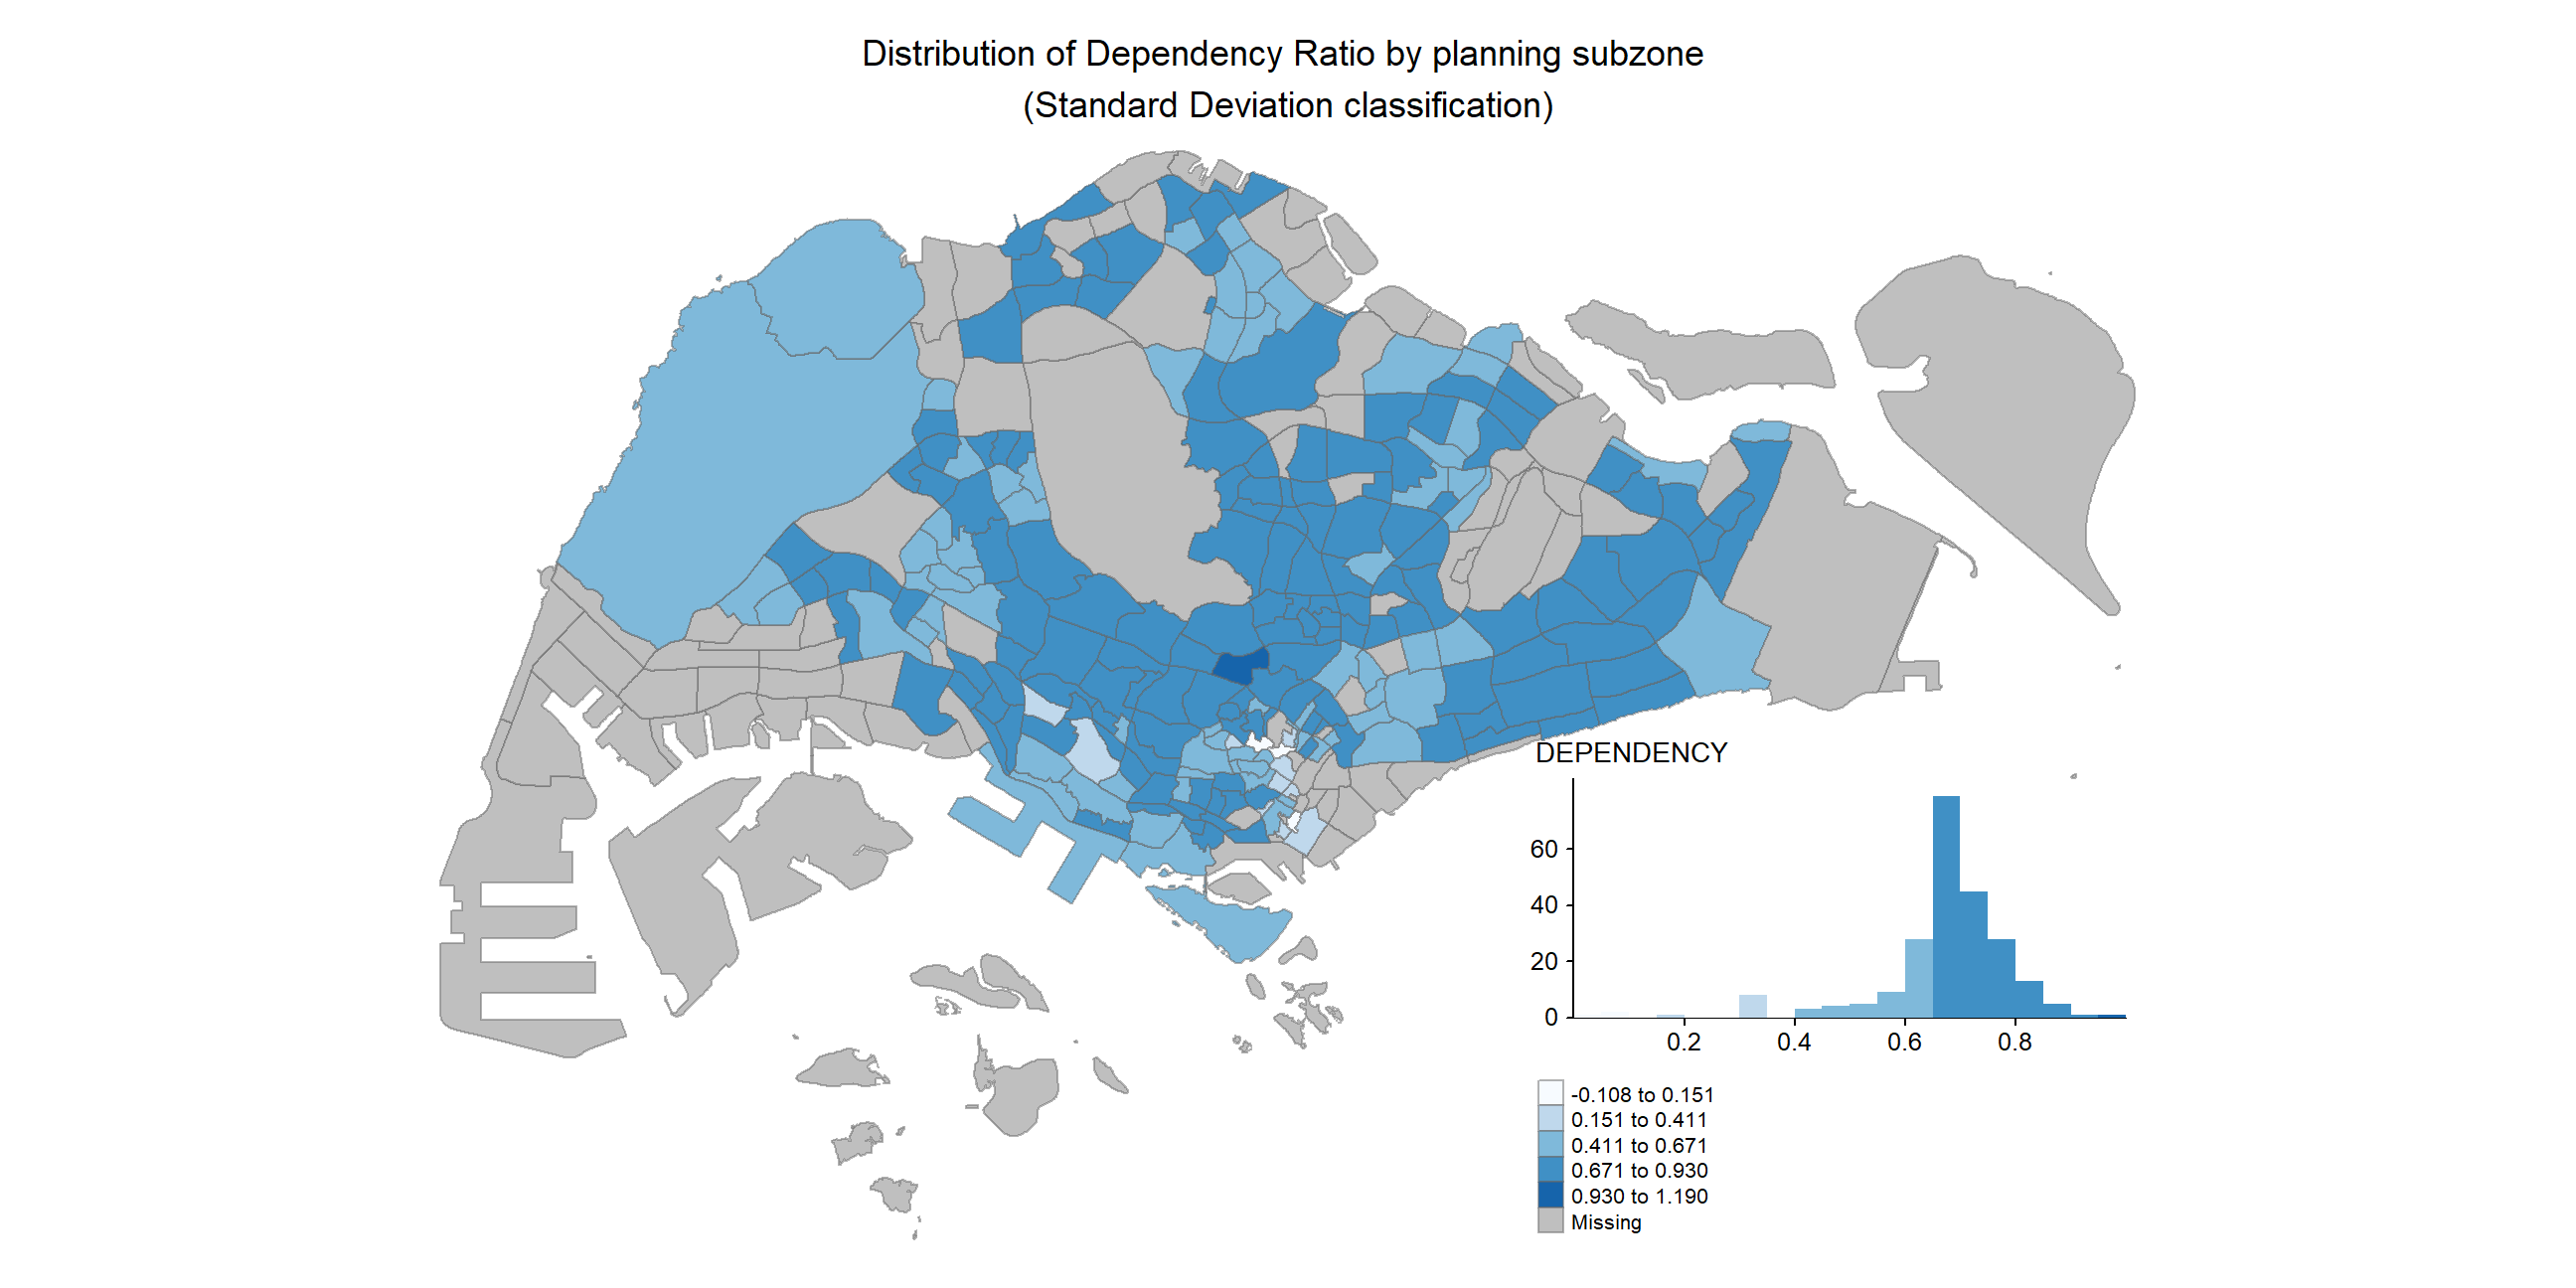 Distribution of Dependency Ratio by planning subzone
(Standard Deviation classification)
DEPENDENCY
60
40
20
0
0.2 0.4 0.6 0.8
-0.108 to 0.151
0.151 to 0.411
0.411 to 0.671
0.671 to 0.930
0.930 to 1.190
Missing